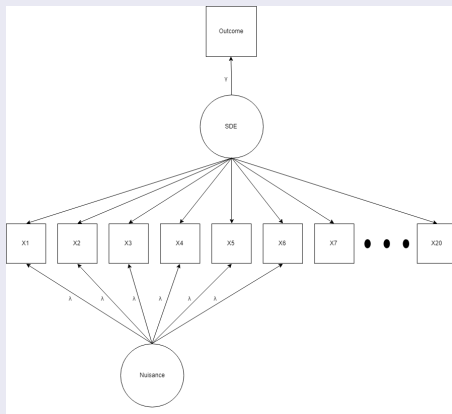 Outcome
Y
SDE
X1 X2 X3 X4 X5 X6 X7 X20
λ λ λ λ λ λ
Nuisance